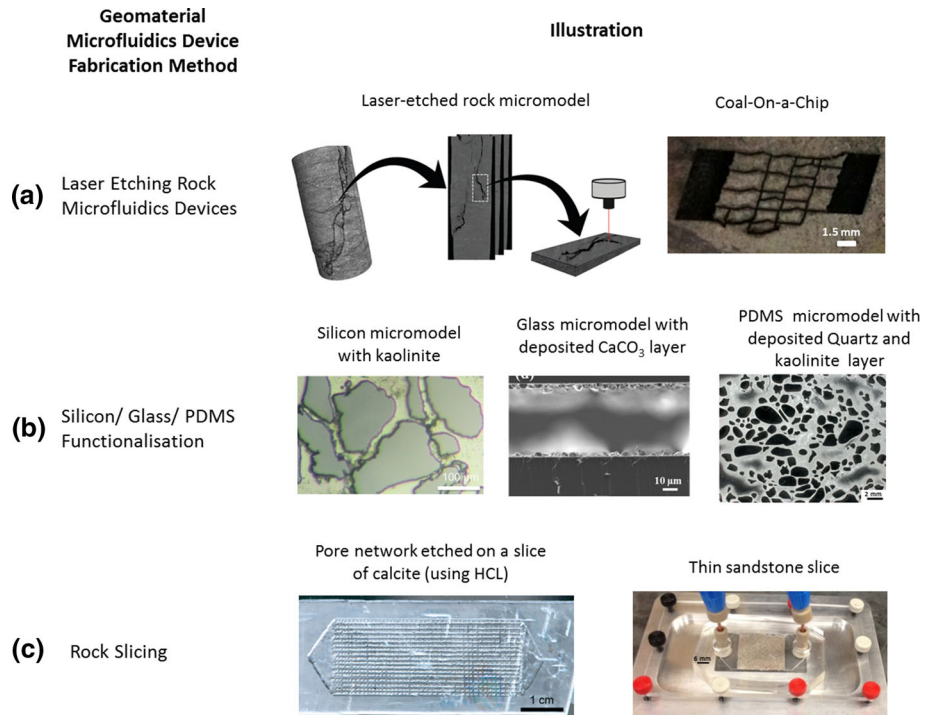 Geomaterial
Microfluidics Device
Fabrication Method
Illustration
Laser-etched rock micromodel
Coal-On-a-Chip
(a)
Laser Etching Rock
Microfluidics Devices
1.5 mm
Silicon micromodel
with kaolinite
Glass micromodel with
deposited CaCO₃ layer
PDMS micromodel with
deposited Quartz and
kaolinite layer
(b)
Silicon/ Glass/ PDMS
Functionalisation
100 µm
10 µm
2 mm
Pore network etched on a slice
of calcite (using HCL)
Thin sandstone slice
(c)
Rock Slicing
1 cm
6 mm